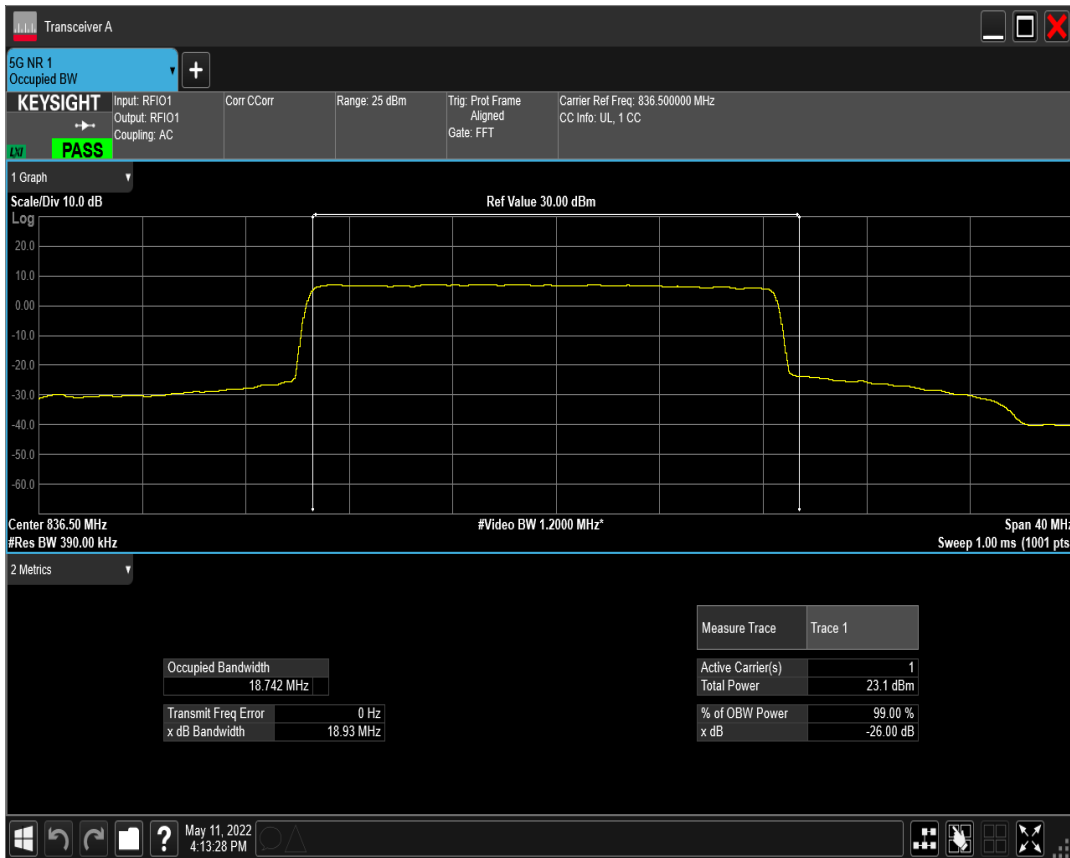 Transceiver A
5G NR 1
Occupied BW
+
KEYSIGHT
LXI
PASS
Input: RFIO1
Output: RFIO1
Coupling: AC
Corr CCorr
Range: 25 dBm
Trig: Prot Frame
Aligned
Gate: FFT
Carrier Ref Freq: 836.500000 MHz
CC Info: UL, 1 CC
1 Graph
Scale/Div 10.0 dB
Ref Value 30.00 dBm
Log
20.0
10.0
0.00
-10.0
-20.0
-30.0
-40.0
-50.0
-60.0
Center 836.50 MHz
#Video BW 1.2000 MHz*
Span 40 MHz
#Res BW 390.00 kHz
Sweep 1.00 ms (1001 pts
2 Metrics
Measure Trace Trace 1
Occupied Bandwidth
18.742 MHz
Active Carrier(s) 1
Total Power 23.1 dBm
Transmit Freq Error 0 Hz
x dB Bandwidth 18.93 MHz
% of OBW Power 99.00 %
x dB -26.00 dB
?
May 11, 2022
4:13:28 PM